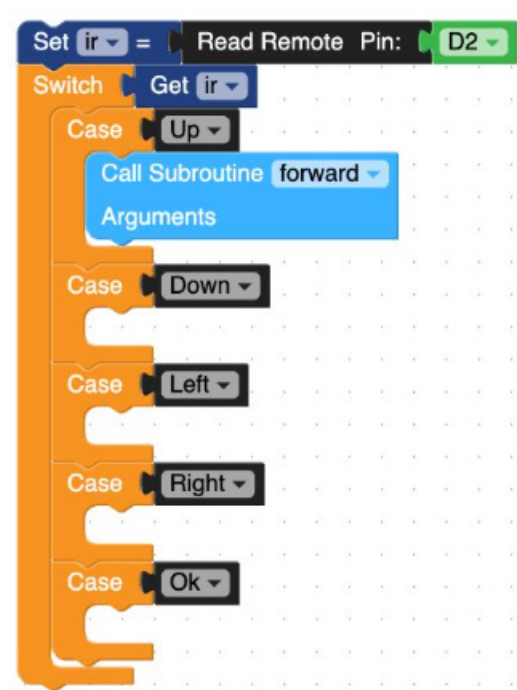 Set ir = Read Remote Pin: D2
Switch Get ir
Case Up
Call Subroutine forward
Arguments
Case Down
Case Left
Case Right
Case Ok